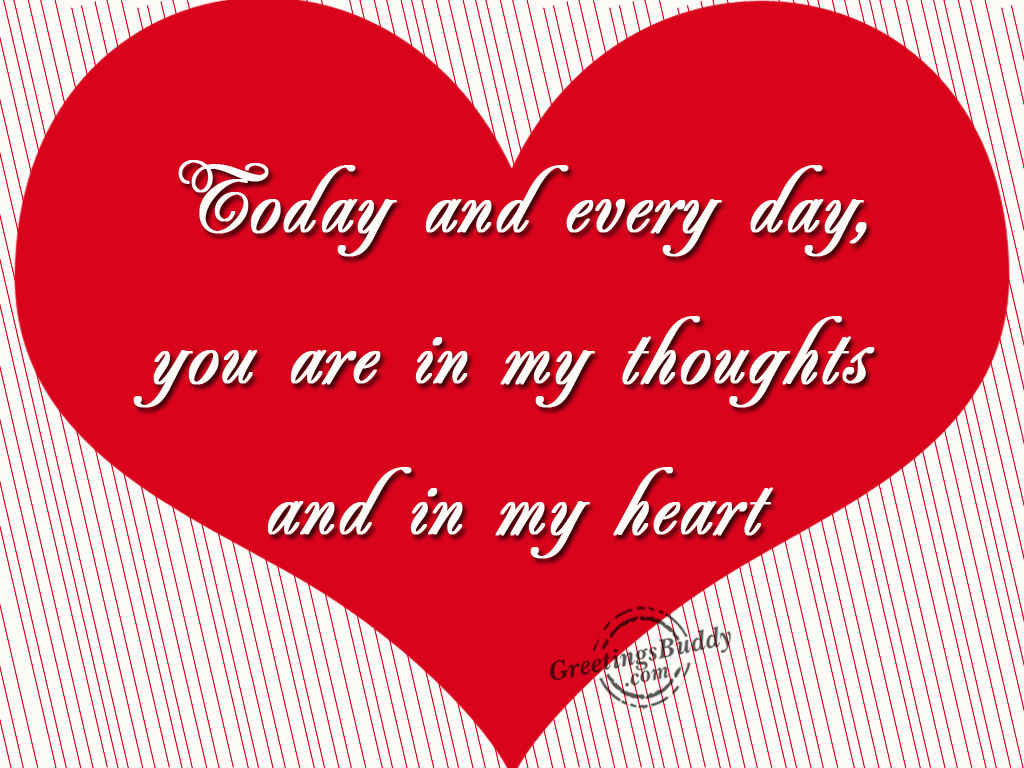 Today and every day,
you are in my thoughts
and in my heart
GreetingsBuddy
.com